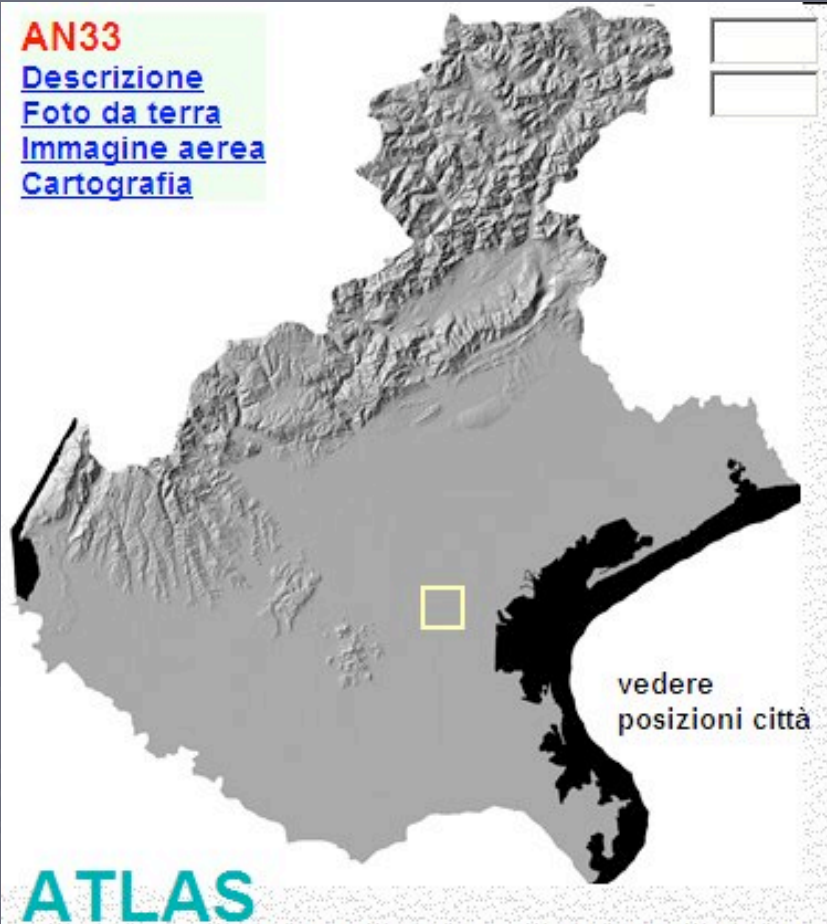 AN33
Descrizione
Foto da terra
Immagine aerea
Cartografia
vedere
posizioni città
ATLAS